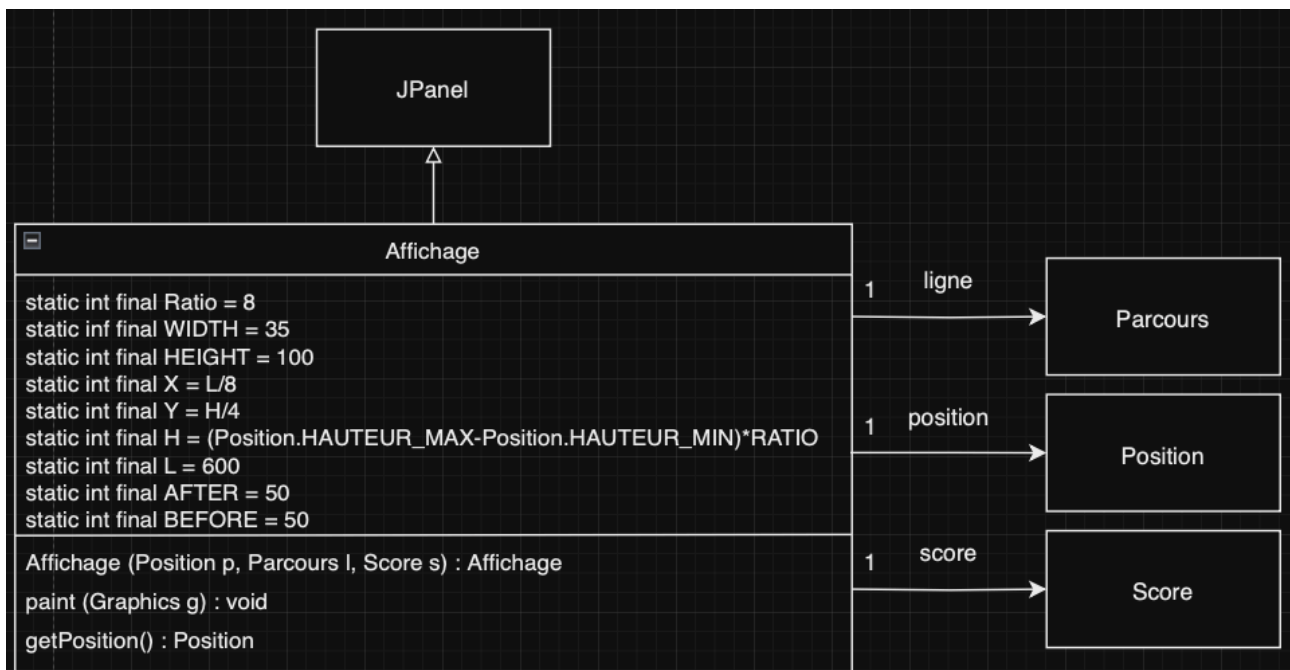 JPanel
Affichage
static int final Ratio = 8
static inf final WIDTH = 35
static int final HEIGHT = 100
static int final X = L/8
static int final Y = H/4
static int final H = (Position.HAUTEUR_MAX-Position.HAUTEUR_MIN)*RATIO
static int final L = 600
static int final AFTER = 50
static int final BEFORE = 50
Affichage (Position p, Parcours l, Score s) : Affichage
paint (Graphics g) : void
getPosition() : Position
1 ligne
Parcours
1 position
Position
1 score
Score